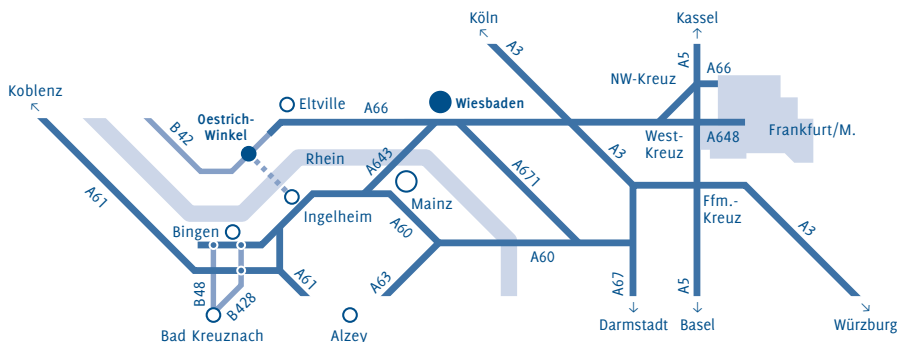 Köln
Kassel
A3
A5
A66
NW-Kreuz
Koblenz
Eltville
A66
Wiesbaden
Oestrich-
Winkel
B42
Rhein
A643
A671
A3
West-
Kreuz
A648
Frankfurt/M.
A61
Ingelheim
Mainz
Ffm.-
Kreuz
Bingen
A60
A60
A3
B48
B428
A61
A63
A67
A5
Bad Kreuznach
Alzey
Darmstadt
Basel
Würzburg